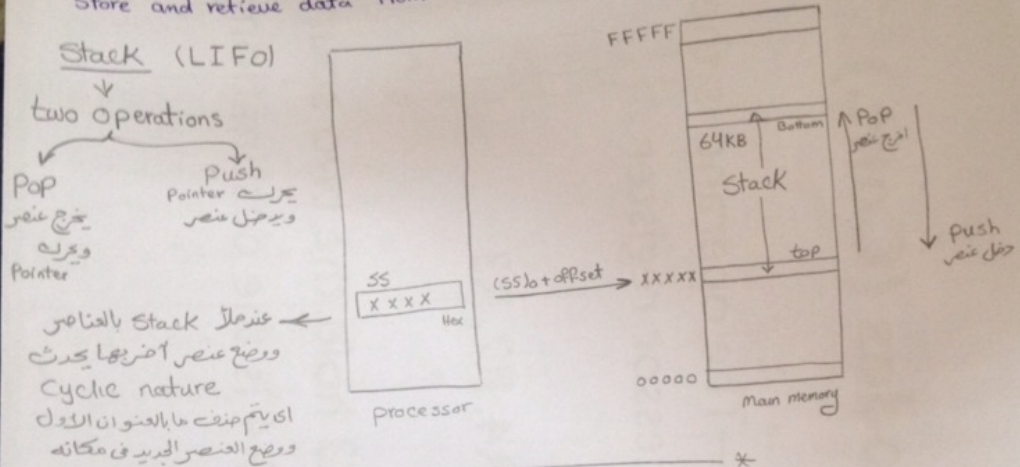 Store and retieve data
Stack (LIFO)
two operations
Pop
يخرج عنصر
ويحرك
Pointer
Push
يحرك Pointer
ويدخل عنصر
عند ملأ Stack بالعناصر
ووضع عنصر آخر بها يحدث
Cyclic nature
اى يتم حذف ما بالعنوان الاول
ووضع العنصر الجديد فى مكانه
SS
XXXX
Hex
processor
(SS)0+offset
FFFFF
Bottom
64KB
Stack
top
XXXXX
00000
main memory
Pop
اخرج عنصر
push
دخل عنصر